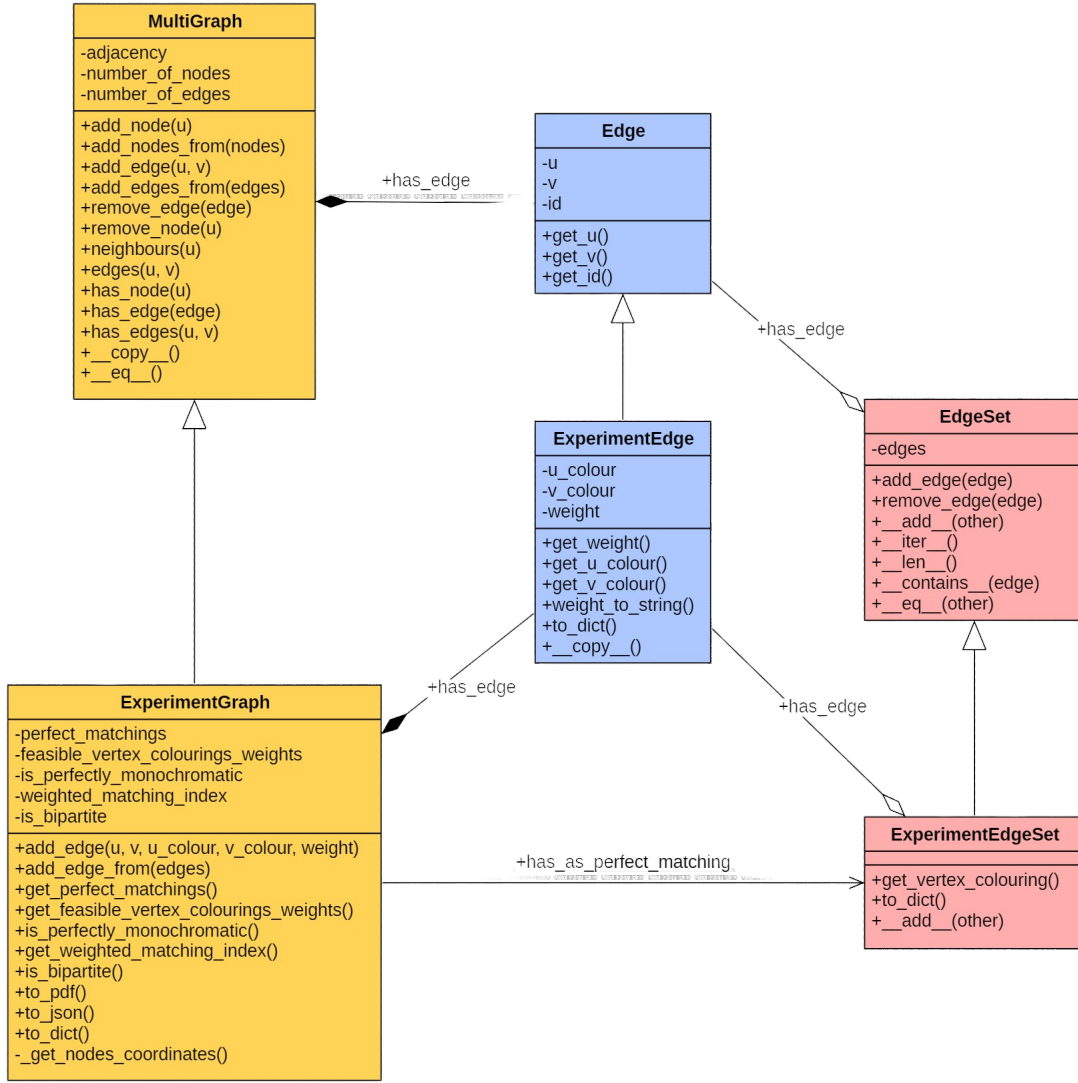 MultiGraph
-adjacency
-number_of_nodes
-number_of_edges
+add_node(u)
+add_nodes_from(nodes)
+add_edge(u, v)
+add_edges_from(edges)
+remove_edge(edge)
+remove_node(u)
+neighbours(u)
+edges(u, v)
+has_node(u)
+has_edge(edge)
+has_edges(u, v)
+__copy__()
+__eq__()
+has_edge
Edge
-u
-v
-id
+get_u()
+get_v()
+get_id()
+has_edge
EdgeSet
-edges
+add_edge(edge)
+remove_edge(edge)
+__add__(other)
+__iter__()
+__len__()
+__contains__(edge)
+__eq__(other)
ExperimentEdge
-u_colour
-v_colour
-weight
+get_weight()
+get_u_colour()
+get_v_colour()
+weight_to_string()
+to_dict()
+__copy__()
+has_edge
+has_edge
ExperimentGraph
-perfect_matchings
-feasible_vertex_colourings_weights
-is_perfectly_monochromatic
-weighted_matching_index
-is_bipartite
+add_edge(u, v, u_colour, v_colour, weight)
+add_edge_from(edges)
+get_perfect_matchings()
+get_feasible_vertex_colourings_weights()
+is_perfectly_monochromatic()
+get_weighted_matching_index()
+is_bipartite()
+to_pdf()
+to_json()
+to_dict()
-_get_nodes_coordinates()
+has_as_perfect_matching
ExperimentEdgeSet
+get_vertex_colouring()
+to_dict()
+__add__(other)